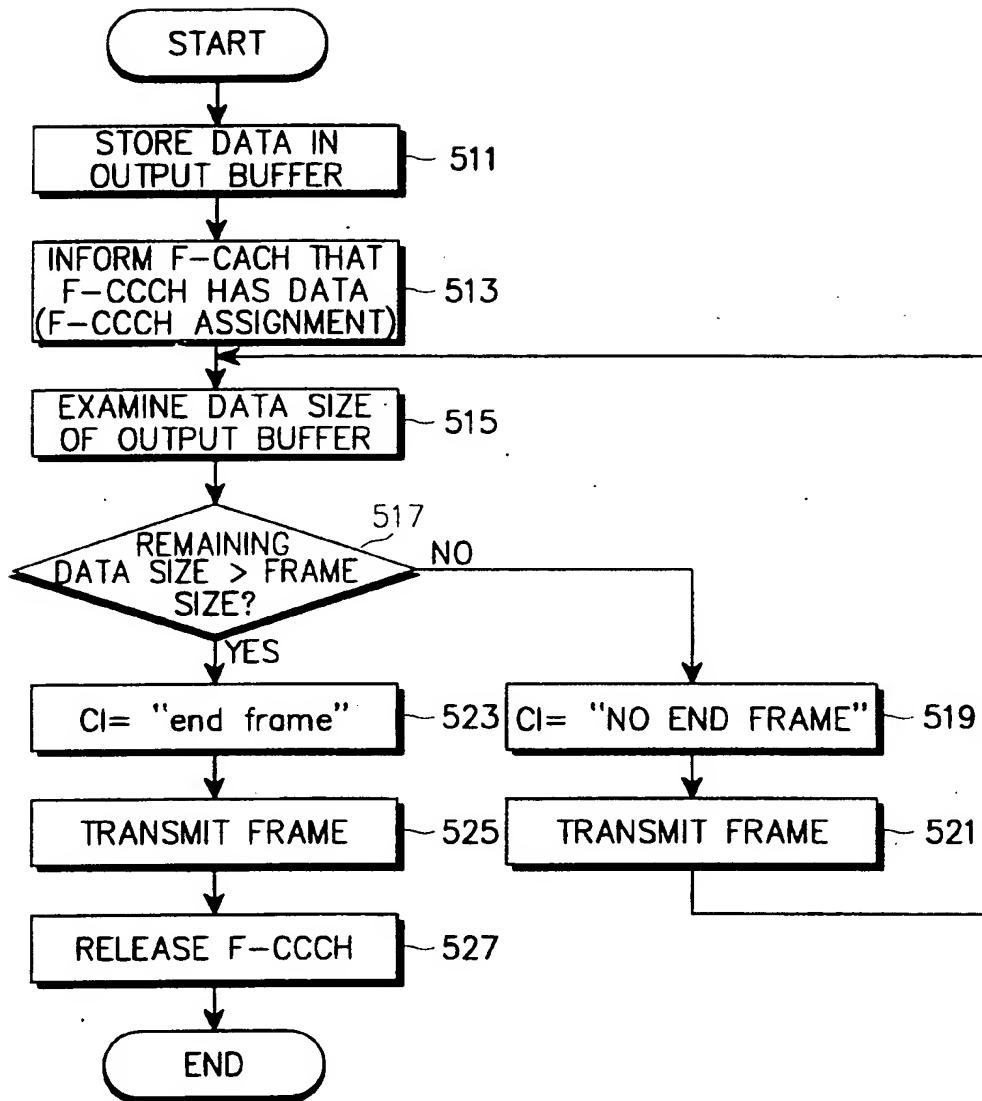 START
STORE DATA IN
OUTPUT BUFFER
511
INFORM F-CACH THAT
F-CCCH HAS DATA
(F-CCCH ASSIGNMENT)
513
EXAMINE DATA SIZE
OF OUTPUT BUFFER
515
517
REMAINING
DATA SIZE > FRAME
SIZE?
NO
YES
CI= "end frame"
523
CI= "NO END FRAME"
519
TRANSMIT FRAME
525
TRANSMIT FRAME
521
RELEASE F-CCCH
527
END